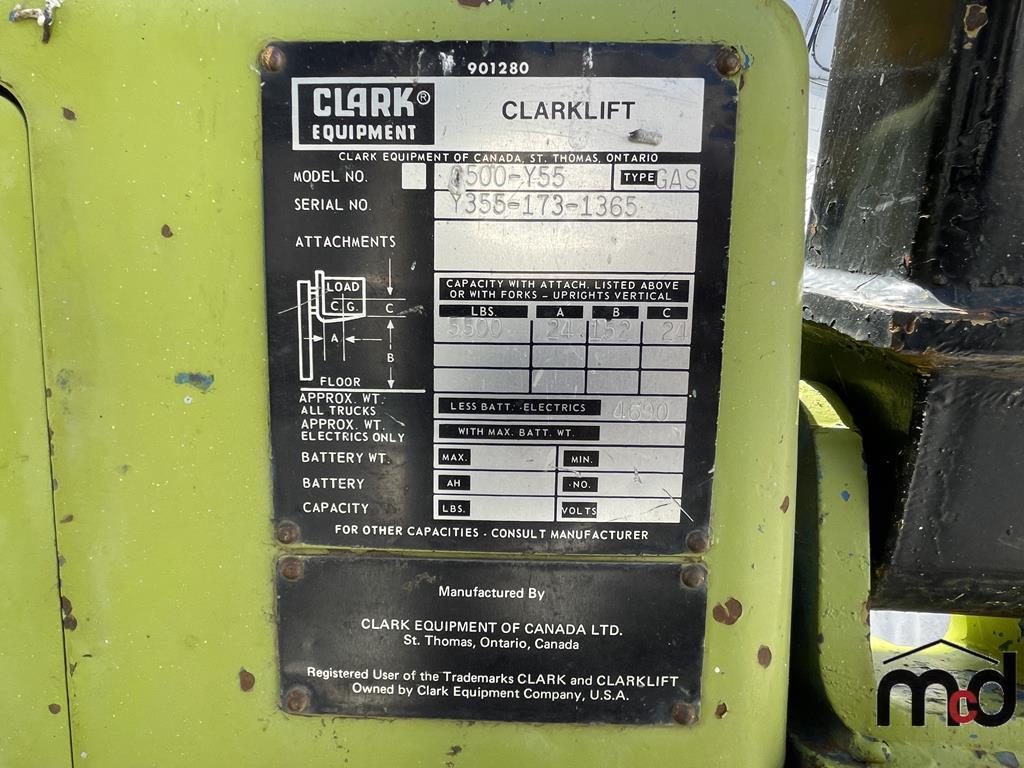 901280
CLARK® EQUIPMENT CLARKLIFT
CLARK EQUIPMENT OF CANADA, ST. THOMAS, ONTARIO
MODEL NO. 500-Y55 TYPE GAS
SERIAL NO. Y355-173-1365
ATTACHMENTS
CAPACITY WITH ATTACH. LISTED ABOVE
OR WITH FORKS - UPRIGHTS VERTICAL
LOAD
C. G.
C
A
B
FLOOR
LBS. A B C
5500 24 152 24
APPROX. WT.
ALL TRUCKS LESS BATT. - ELECTRICS
APPROX. WT.
ELECTRICS ONLY WITH MAX. BATT. WT.
BATTERY WT. MAX. MIN.
BATTERY AH NO.
CAPACITY LBS. VOLTS
FOR OTHER CAPACITIES - CONSULT MANUFACTURER
Manufactured By
CLARK EQUIPMENT OF CANADA LTD.
St. Thomas, Ontario, Canada
Registered User of the Trademarks CLARK and CLARKLIFT
Owned by Clark Equipment Company, U.S.A.
mcd